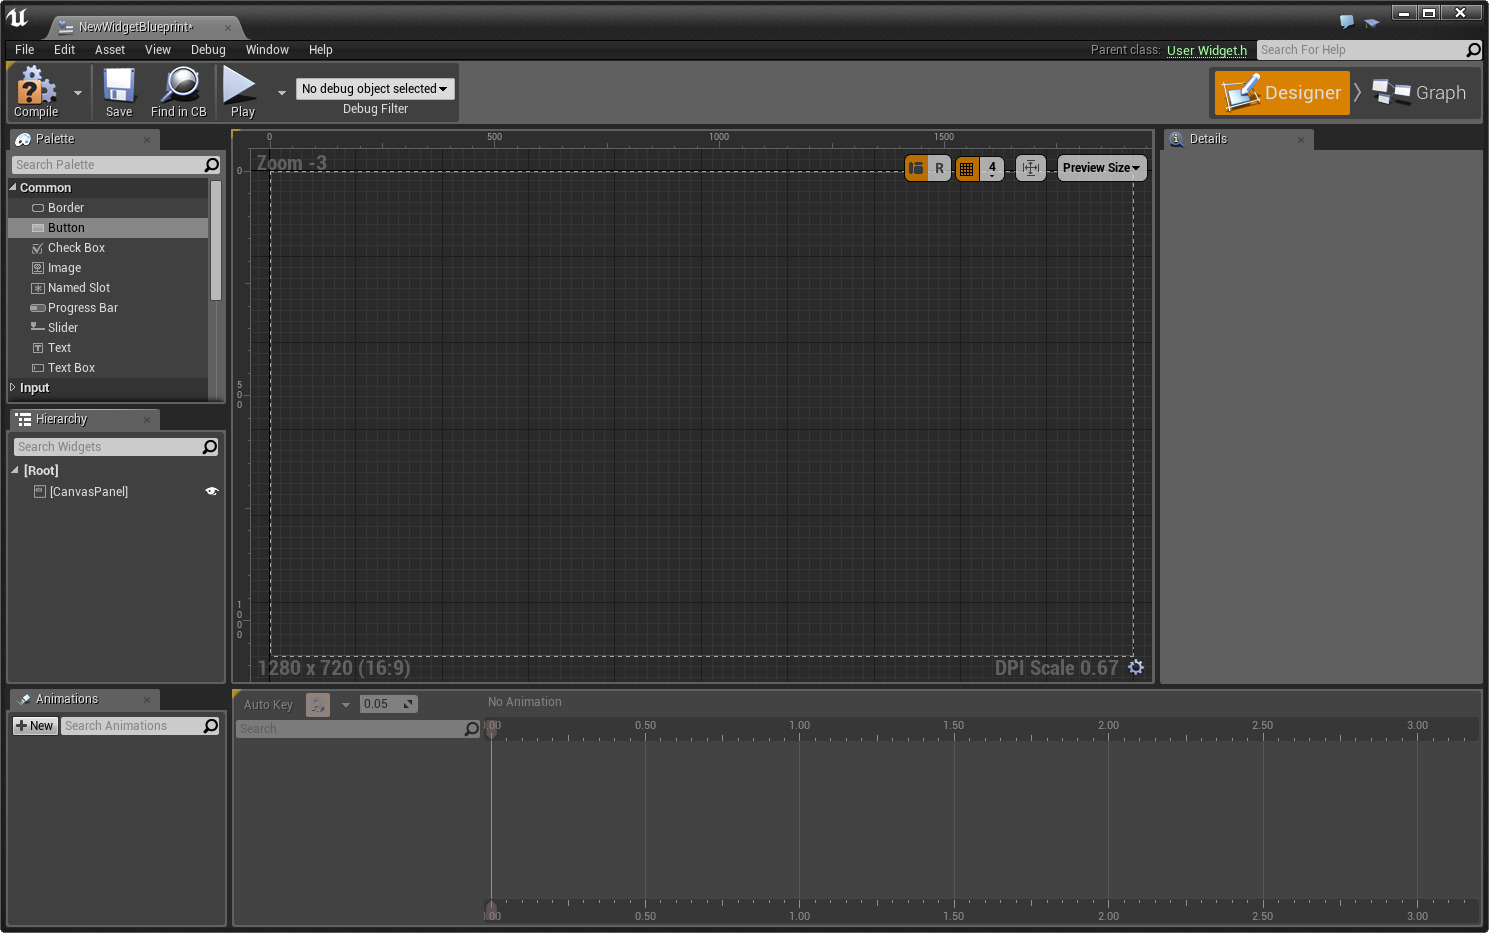 NewWidgetBlueprint*
File Edit Asset View Debug Window Help
Parent class: User Widget.h
Search For Help
Compile
Save
Find in CB
Play
No debug object selected
Debug Filter
Designer
Graph
Palette
Search Palette
Common
Border
Button
Check Box
Image
Named Slot
Progress Bar
Slider
Text
Text Box
Input
Hierarchy
Search Widgets
[Root]
[CanvasPanel]
0 500 1000 1500
Zoom -3
R
4
Preview Size
0
500
1000
1280 x 720 (16:9)
DPI Scale 0.67
Details
Animations
New
Search Animations
Auto Key
0.05
No Animation
Search
0.50 1.00 1.50 2.00 2.50 3.00
0.50 1.00 1.50 2.00 2.50 3.00